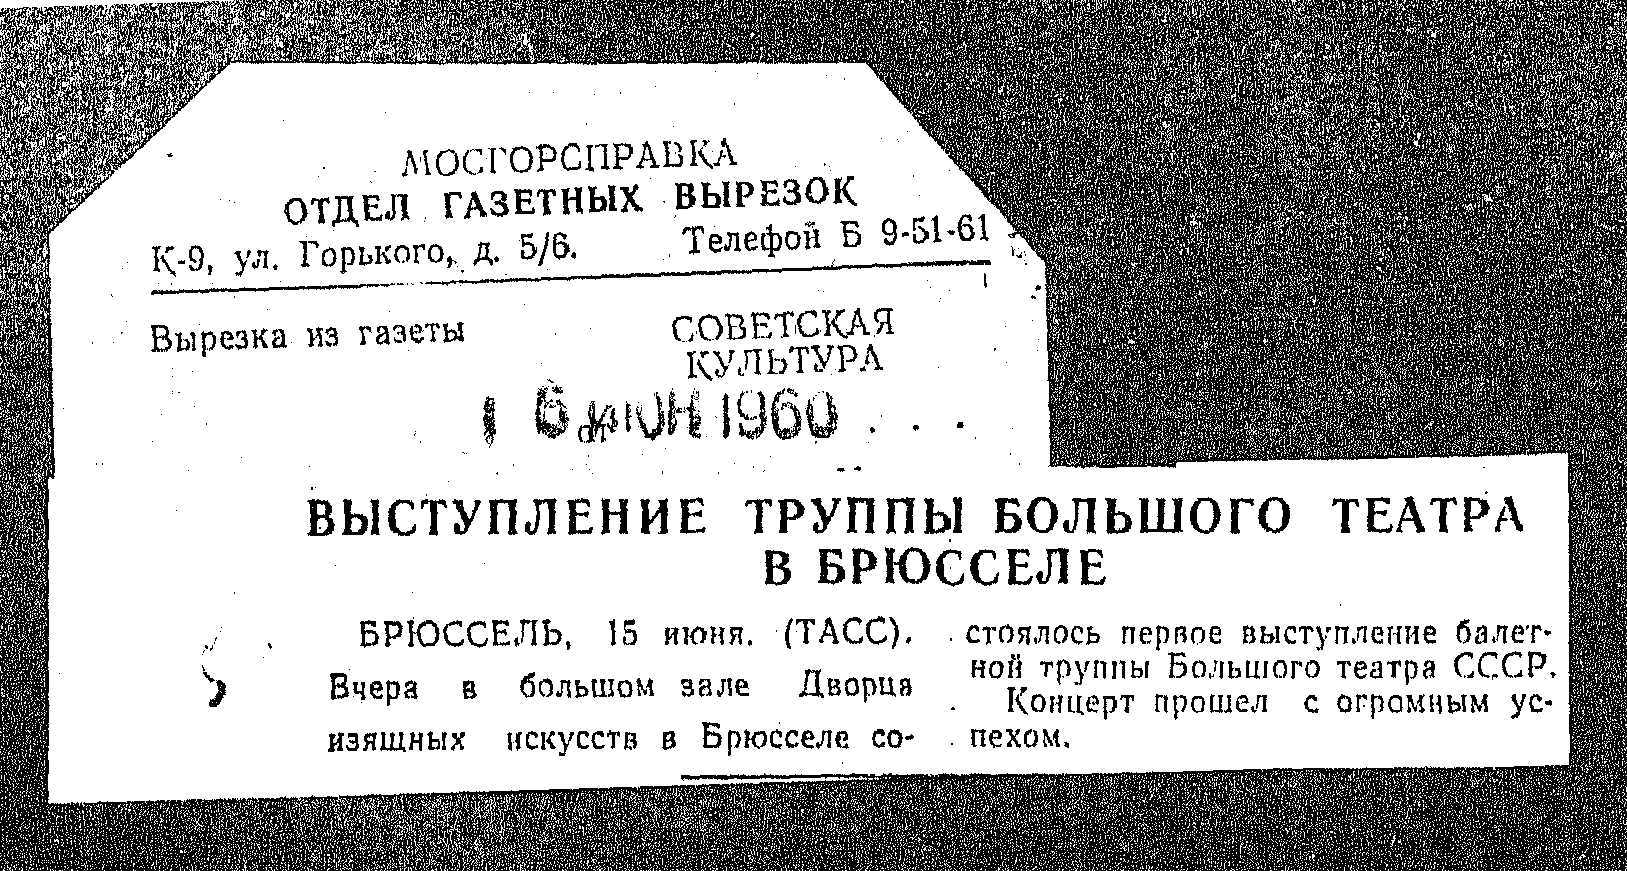 МОСГОРСПРАВКА
ОТДЕЛ ГАЗЕТНЫХ ВЫРЕЗОК
К-9, ул. Горького, д. 5/6. Телефон Б 9-51-61
Вырезка из газеты
СОВЕТСКАЯ
КУЛЬТУРА
16 ИЮН 1960 . . .
ВЫСТУПЛЕНИЕ ТРУППЫ БОЛЬШОГО ТЕАТРА
В БРЮССЕЛЕ
БРЮССЕЛЬ, 15 июня. (ТАСС).
Вчера в большом зале Дворца
изящных искусств в Брюсселе со-
стоялось первое выступление балет-
ной труппы Большого театра СССР.
Концерт прошел с огромным ус-
пехом.